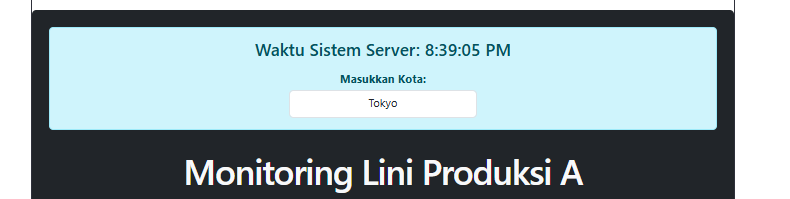 Waktu Sistem Server: 8:39:05 PM
Masukkan Kota:
Tokyo
Monitoring Lini Produksi A